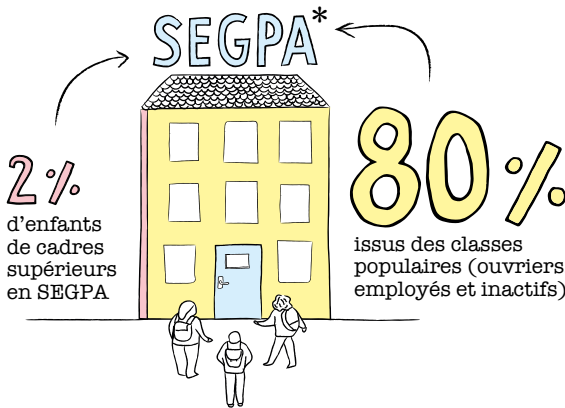 SEGPA*
2%
d’enfants
de cadres
supérieurs
en SEGPA
80%
issus des classes
populaires (ouvriers
employés et inactifs)